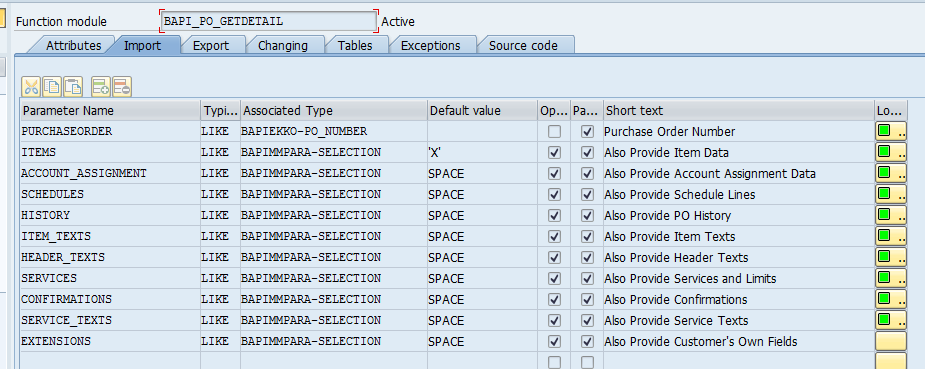 Function module BAPI_PO_GETDETAIL Active
Attributes Import Export Changing Tables Exceptions Source code
Parameter Name Typi... Associated Type Default value Op... Pa... Short text Lo...
PURCHASEORDER LIKE BAPIEKKO-PO_NUMBER Purchase Order Number
ITEMS LIKE BAPIMMPARA-SELECTION 'X' Also Provide Item Data
ACCOUNT_ASSIGNMENT LIKE BAPIMMPARA-SELECTION SPACE Also Provide Account Assignment Data
SCHEDULES LIKE BAPIMMPARA-SELECTION SPACE Also Provide Schedule Lines
HISTORY LIKE BAPIMMPARA-SELECTION SPACE Also Provide PO History
ITEM_TEXTS LIKE BAPIMMPARA-SELECTION SPACE Also Provide Item Texts
HEADER_TEXTS LIKE BAPIMMPARA-SELECTION SPACE Also Provide Header Texts
SERVICES LIKE BAPIMMPARA-SELECTION SPACE Also Provide Services and Limits
CONFIRMATIONS LIKE BAPIMMPARA-SELECTION SPACE Also Provide Confirmations
SERVICE_TEXTS LIKE BAPIMMPARA-SELECTION SPACE Also Provide Service Texts
EXTENSIONS LIKE BAPIMMPARA-SELECTION SPACE Also Provide Customer's Own Fields